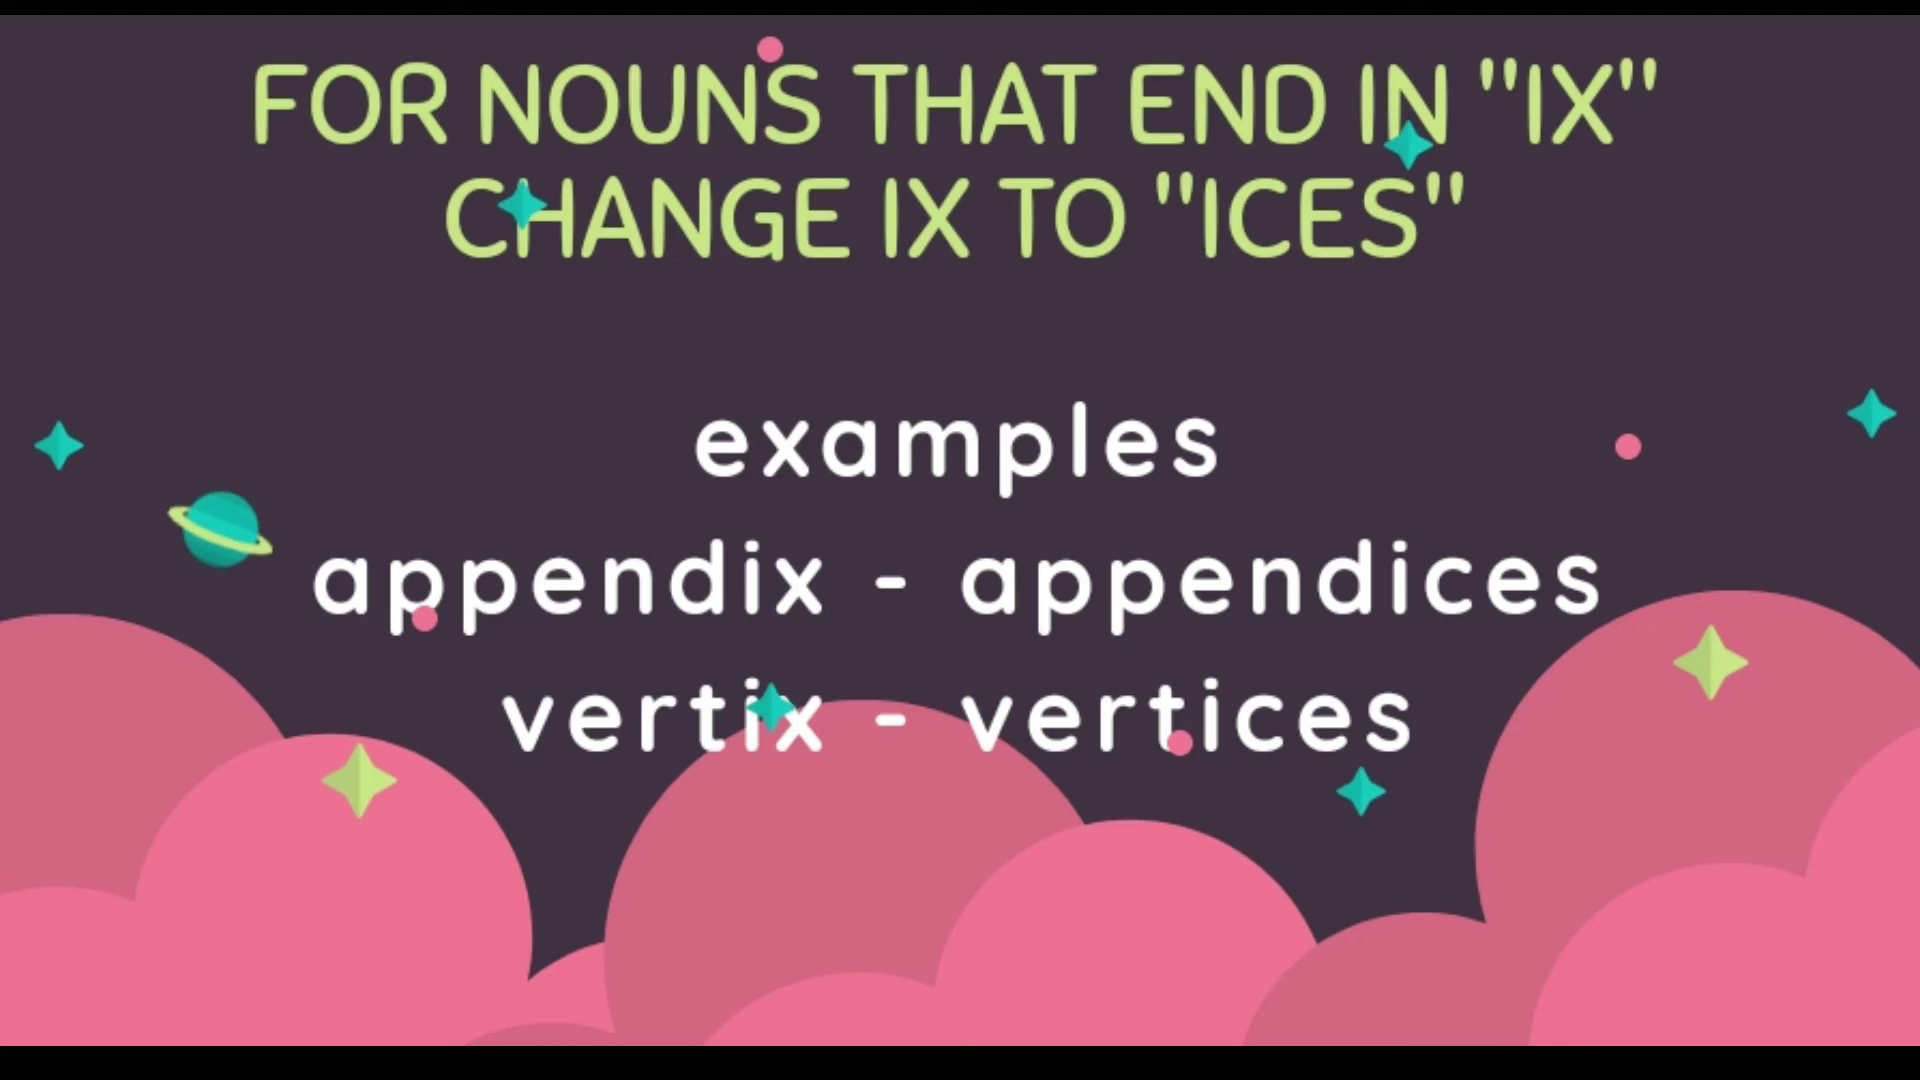 FOR NOUNS THAT END IN "IX"
CHANGE IX TO "ICES"
examples
appendix - appendices
vertix - vertices